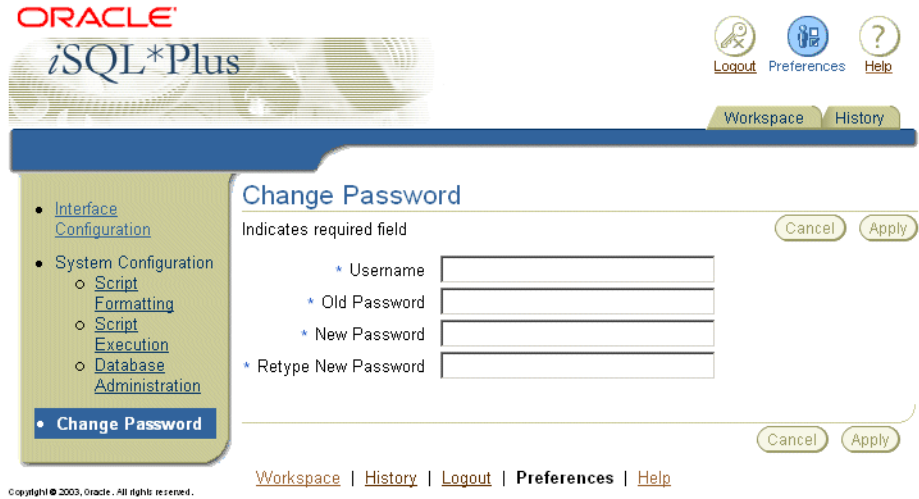 ORACLE
iSQL*Plus
Logout Preferences Help
Workspace History
Interface
Configuration
System Configuration
Script
Formatting
Script
Execution
Database
Administration
Change Password
Change Password
Indicates required field
Cancel Apply
* Username
* Old Password
* New Password
* Retype New Password
Cancel Apply
Workspace | History | Logout | Preferences | Help
Copyright © 2003, Oracle. All rights reserved.